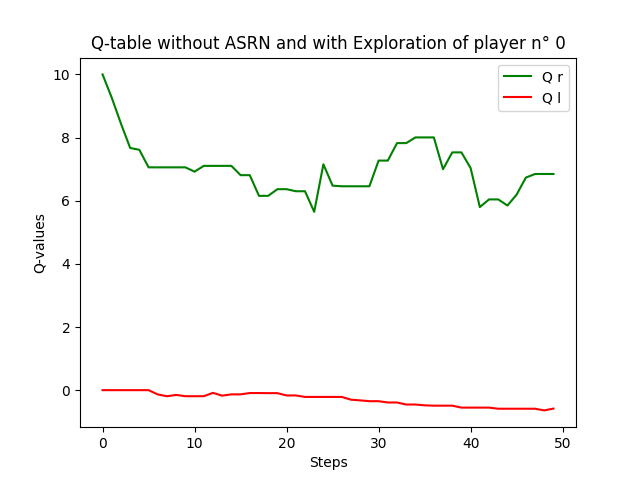 Q-table without ASRN and with Exploration of player n° 0
Q r
Q l
10
8
6
4
2
0
Q-values
0 10 20 30 40 50
Steps